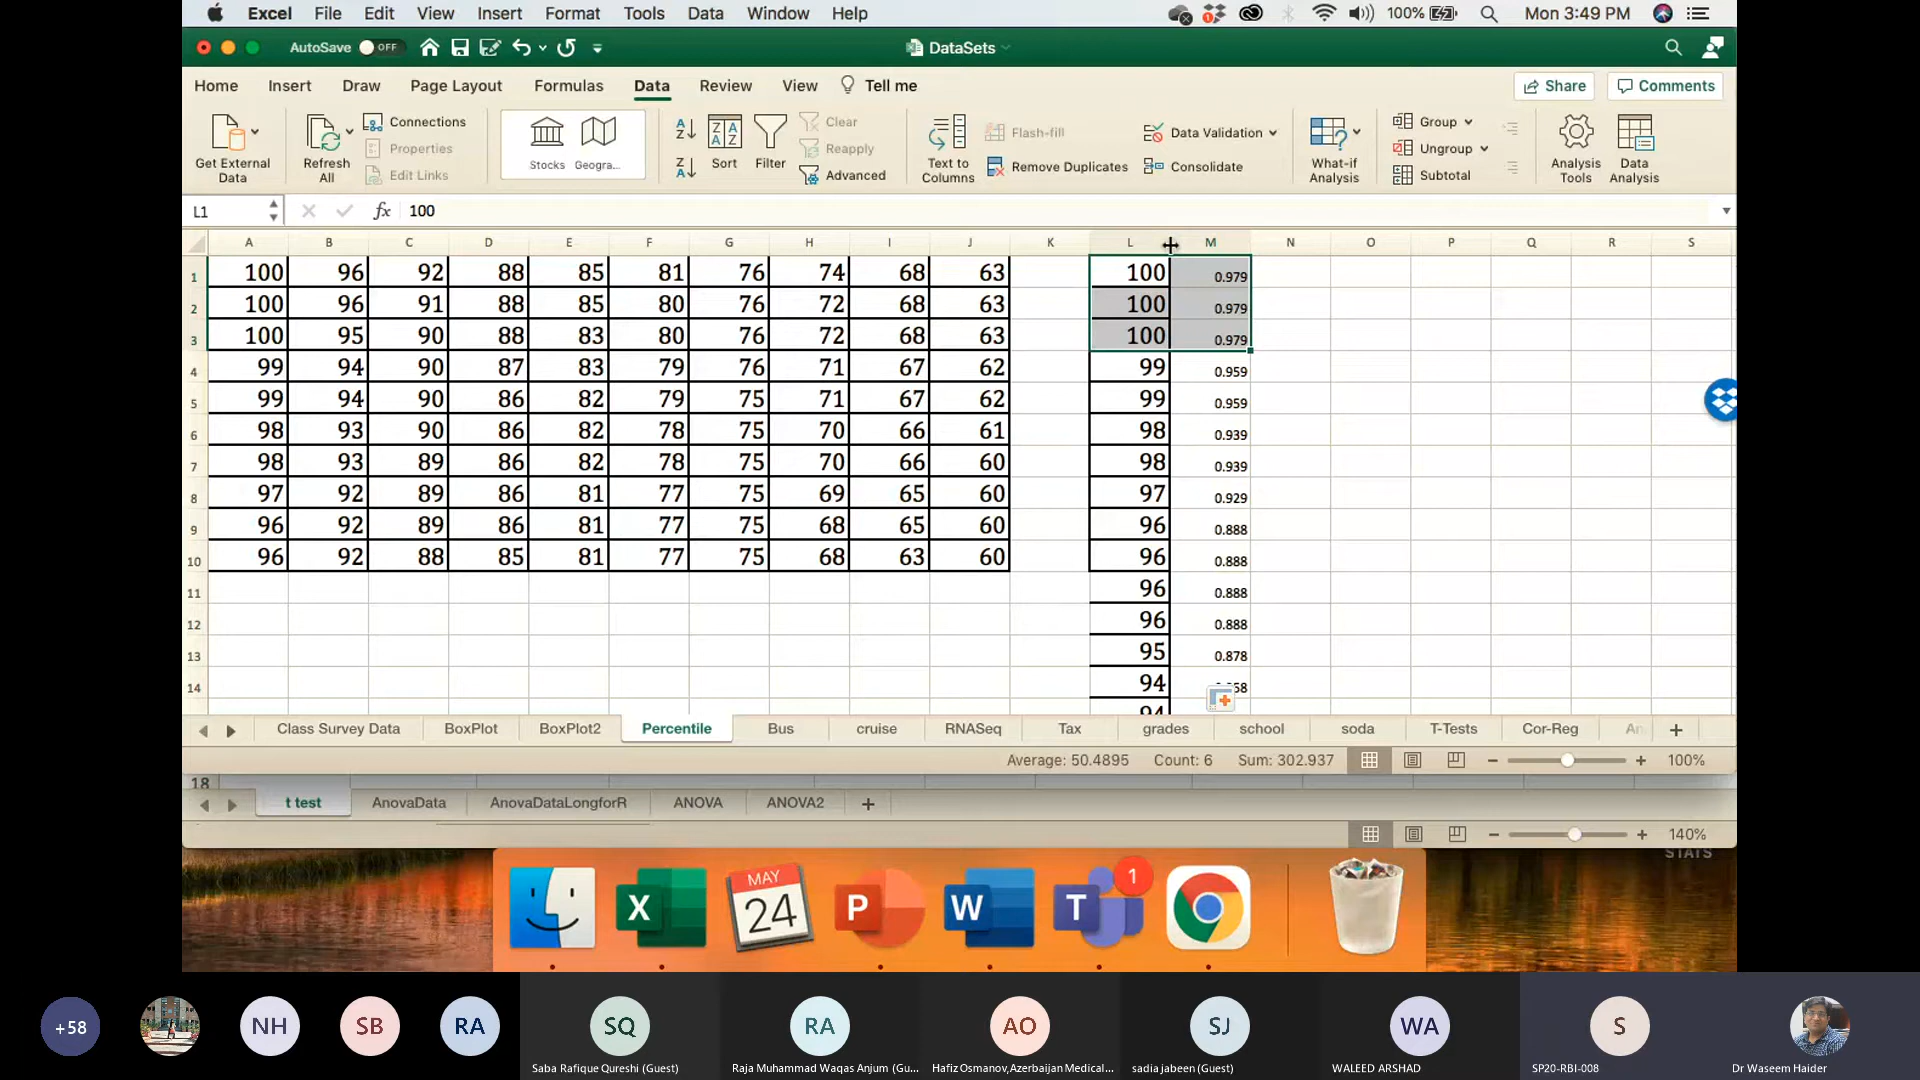 Excel File Edit View Insert Format Tools Data Window Help 100% Mon 3:49 PM
AutoSave OFF DataSets
Home Insert Draw Page Layout Formulas Data Review View Tell me Share Comments
Get External Data
Refresh All
Connections
Properties
Edit Links
Stocks Geogra...
Sort
Filter
Clear
Reapply
Advanced
Text to Columns
Flash-fill
Remove Duplicates
Data Validation
Consolidate
What-if Analysis
Group
Ungroup
Subtotal
Analysis Tools
Data Analysis
L1 fx 100
A B C D E F G H I J K L M N O P Q R S
1 100 96 92 88 85 81 76 74 68 63 100 0.979
2 100 96 91 88 85 80 76 72 68 63 100 0.979
3 100 95 90 88 83 80 76 72 68 63 100 0.979
4 99 94 90 87 83 79 76 71 67 62 99 0.959
5 99 94 90 86 82 79 75 71 67 62 99 0.959
6 98 93 90 86 82 78 75 70 66 61 98 0.939
7 98 93 89 86 82 78 75 70 66 60 98 0.939
8 97 92 89 86 81 77 75 69 65 60 97 0.929
9 96 92 89 86 81 77 75 68 65 60 96 0.888
10 96 92 88 85 81 77 75 68 63 60 96 0.888
11 96 0.888
12 96 0.888
13 95 0.878
14 94
Class Survey Data BoxPlot BoxPlot2 Percentile Bus cruise RNASeq Tax grades school soda T-Tests Cor-Reg An
Average: 50.4895 Count: 6 Sum: 302.937 100%
18
t test AnovaData AnovaDataLongforR ANOVA ANOVA2
140%
STATS
MAY
24
X P W T 1
+58 NH SB RA SQ RA AO SJ WA S
Saba Rafique Qureshi (Guest) Raja Muhammad Waqas Anjum (Gu... Hafiz Osmanov,Azerbaijan Medical... sadia jabeen (Guest) WALEED ARSHAD SP20-RBI-008 Dr Waseem Haider